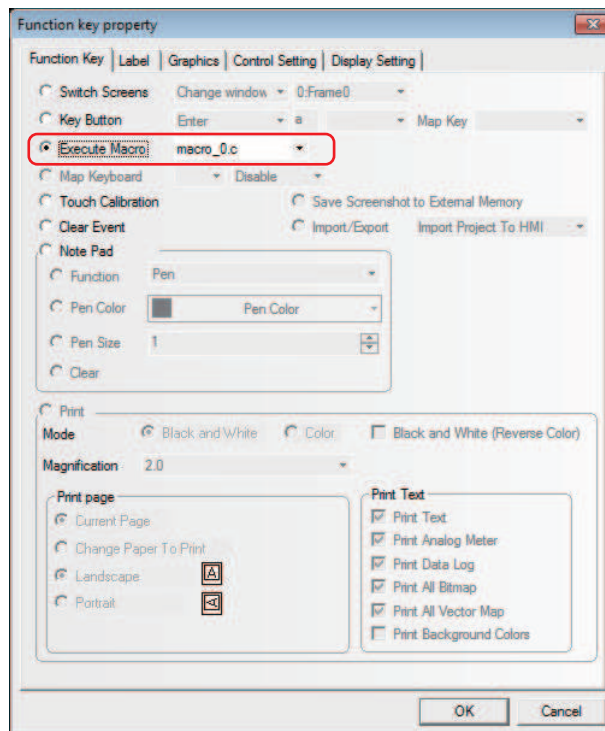 Function key property
Function Key Label Graphics Control Setting Display Setting
Switch Screens Change window 0:Frame0
Key Button Enter a Map Key
Execute Macro macro_0.c
Map Keyboard Disable
Touch Calibration Save Screenshot to External Memory
Clear Event Import/Export Import Project To HMI
Note Pad
Function Pen
Pen Color Pen Color
Pen Size 1
Clear
Print
Mode Black and White Color Black and White (Reverse Color)
Magnification 2.0
Print page
Current Page
Change Paper To Print
Landscape A
Portrait A
Print Text
Print Text
Print Analog Meter
Print Data Log
Print All Bitmap
Print All Vector Map
Print Background Colors
OK Cancel